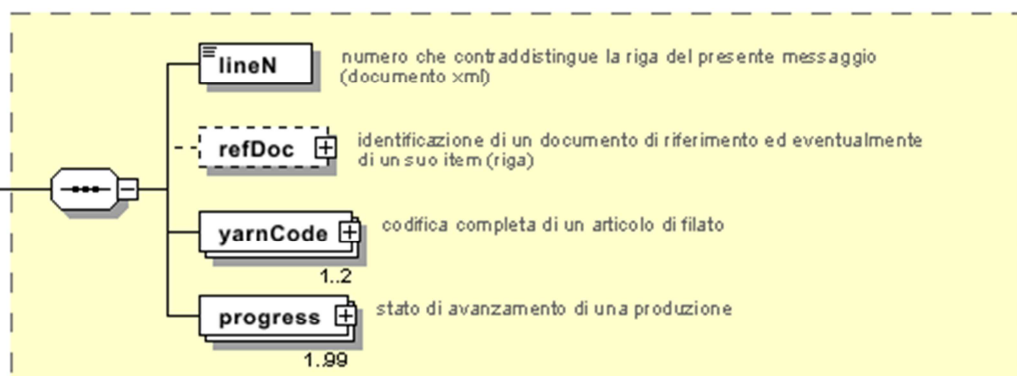 lineN
numero che contraddistingue la riga del presente messaggio
(documento xml)
refDoc
identificazione di un documento di riferimento ed eventualmente
di un suo item (riga)
yarnCode
codifica completa di un articolo di filato
1..2
progress
stato di avanzamento di una produzione
1..99